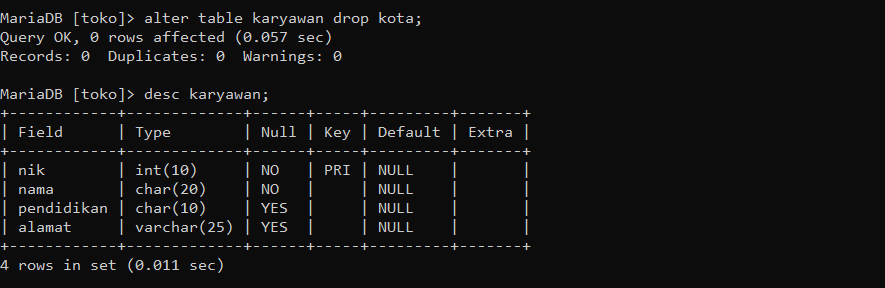 MariaDB [toko]> alter table karyawan drop kota;
Query OK, 0 rows affected (0.057 sec)
Records: 0  Duplicates: 0  Warnings: 0

MariaDB [toko]> desc karyawan;
+------------+-------------+------+-----+---------+-------+
| Field      | Type        | Null | Key | Default | Extra |
+------------+-------------+------+-----+---------+-------+
| nik        | int(10)     | NO   | PRI | NULL    |       |
| nama       | char(20)    | NO   |     | NULL    |       |
| pendidikan | char(10)    | YES  |     | NULL    |       |
| alamat     | varchar(25) | YES  |     | NULL    |       |
+------------+-------------+------+-----+---------+-------+
4 rows in set (0.011 sec)